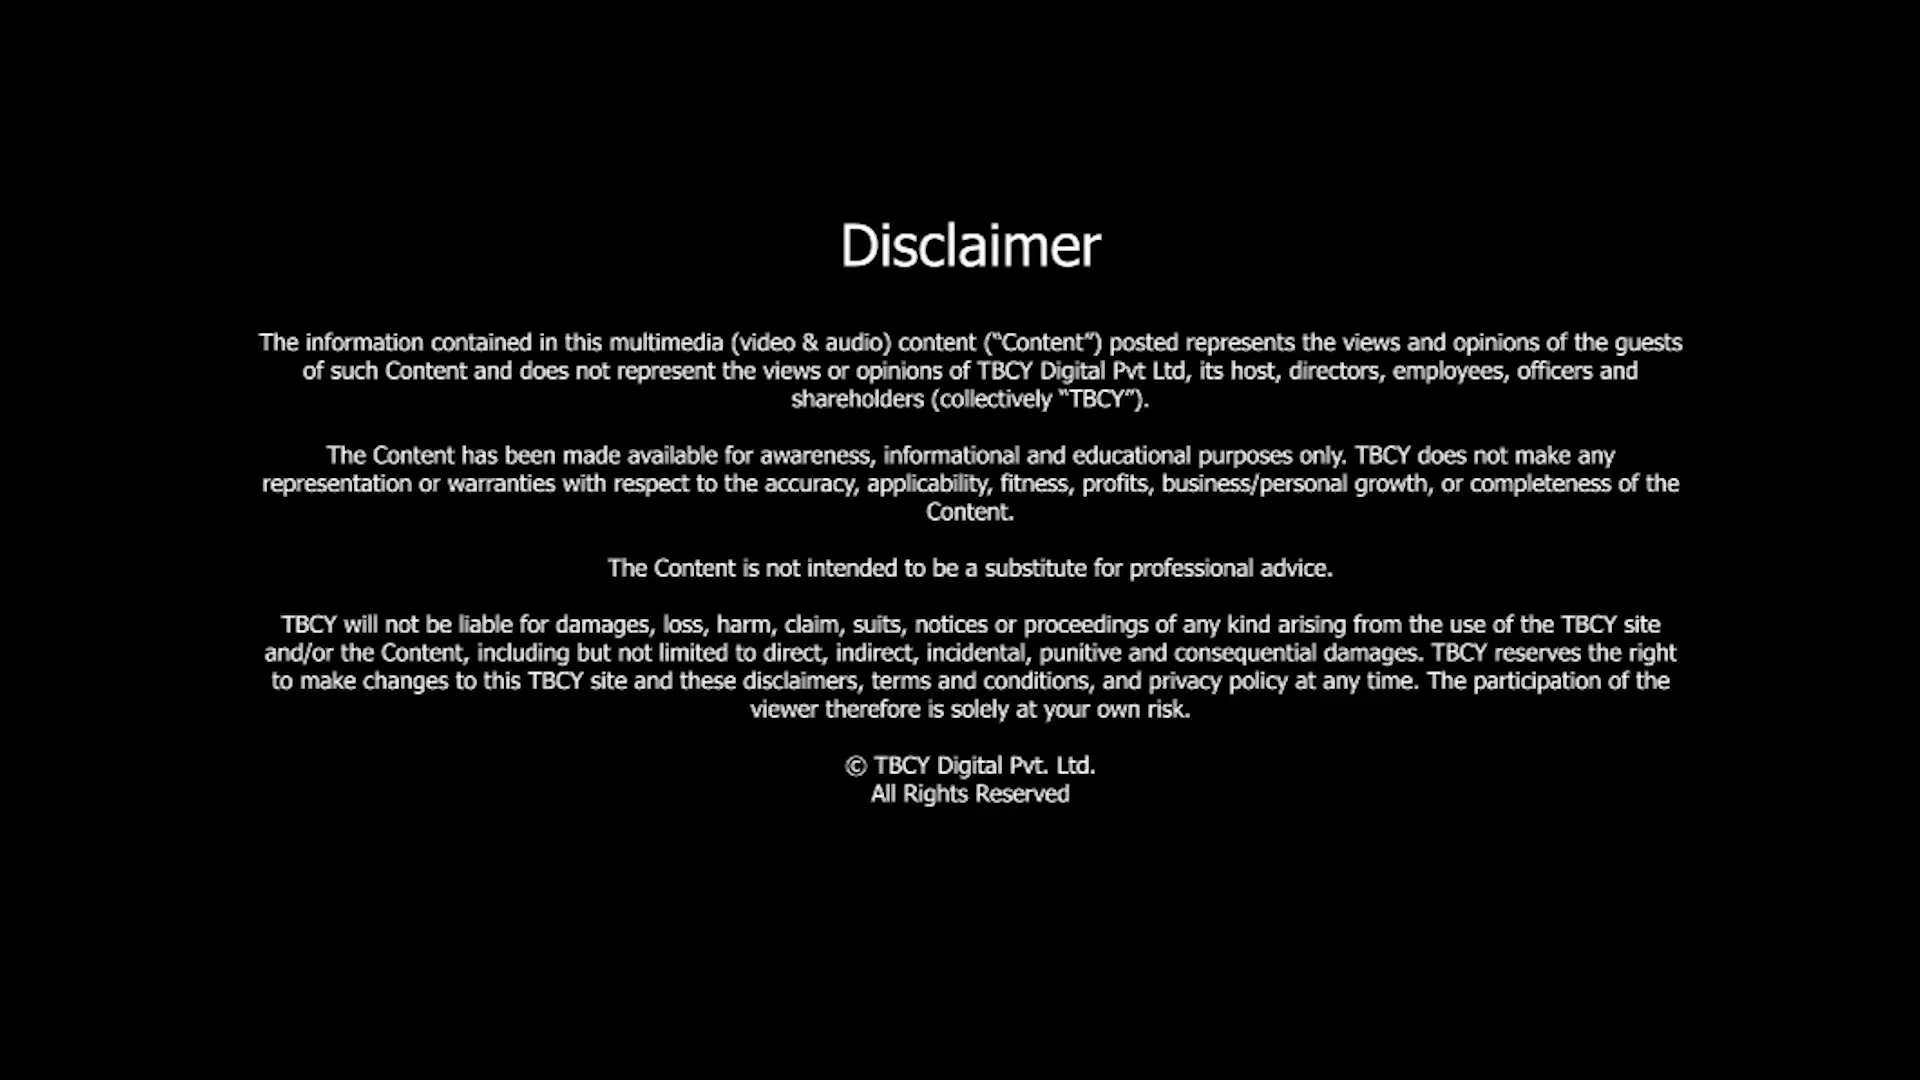 Disclaimer
The information contained in this multimedia (video & audio) content (“Content”) posted represents the views and opinions of the guests
of such Content and does not represent the views or opinions of TBCY Digital Pvt Ltd, its host, directors, employees, officers and
shareholders (collectively “TBCY”).
The Content has been made available for awareness, informational and educational purposes only. TBCY does not make any
representation or warranties with respect to the accuracy, applicability, fitness, profits, business/personal growth, or completeness of the
Content.
The Content is not intended to be a substitute for professional advice.
TBCY will not be liable for damages, loss, harm, claim, suits, notices or proceedings of any kind arising from the use of the TBCY site
and/or the Content, including but not limited to direct, indirect, incidental, punitive and consequential damages. TBCY reserves the right
to make changes to this TBCY site and these disclaimers, terms and conditions, and privacy policy at any time. The participation of the
viewer therefore is solely at your own risk.
© TBCY Digital Pvt. Ltd.
All Rights Reserved